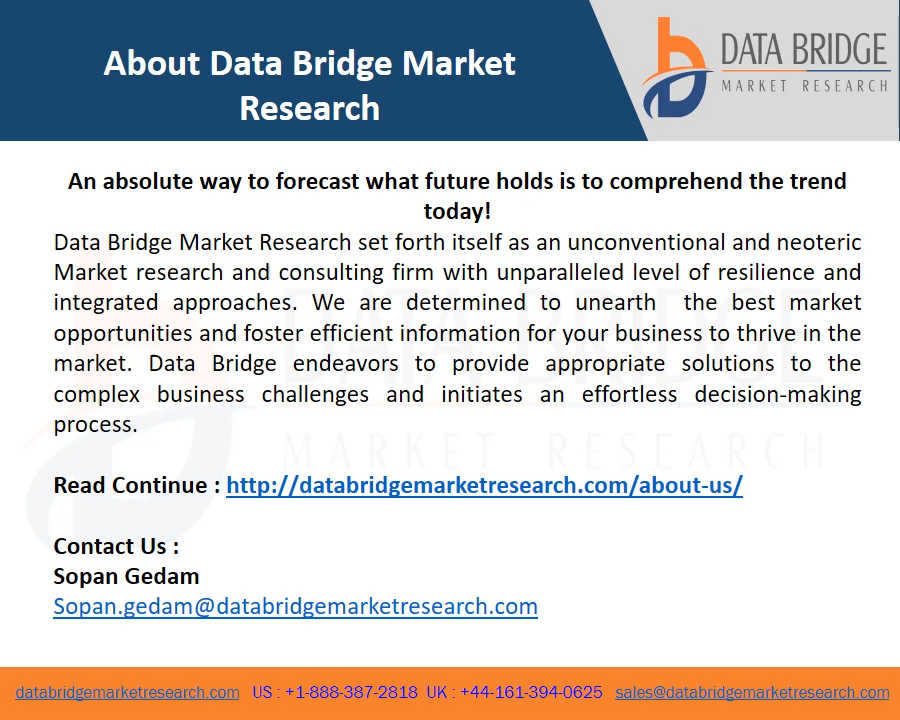 About Data Bridge Market
Research
DATA BRIDGE
MARKET RESEARCH
An absolute way to forecast what future holds is to comprehend the trend
today!
Data Bridge Market Research set forth itself as an unconventional and neoteric
Market research and consulting firm with unparalleled level of resilience and
integrated approaches. We are determined to unearth the best market
opportunities and foster efficient information for your business to thrive in the
market. Data Bridge endeavors to provide appropriate solutions to the
complex business challenges and initiates an effortless decision-making
process.
DATA BRIDGE
MARKET RESEARCH
Read Continue : http://databridgemarketresearch.com/about-us/
Contact Us :
Sopan Gedam
Sopan.gedam@databridgemarketresearch.com
databridgemarketresearch.com US : +1-888-387-2818 UK : +44-161-394-0625 sales@databridgemarketresearch.com